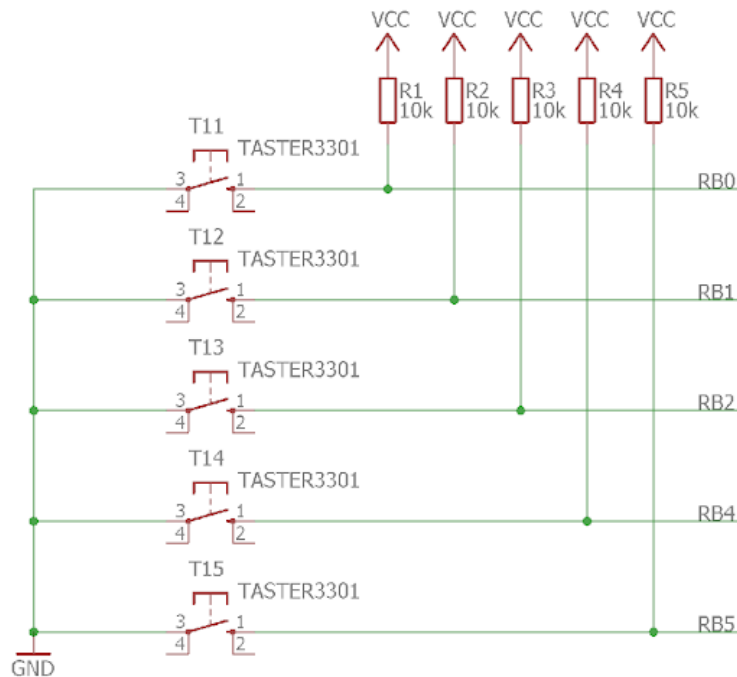 VCC VCC VCC VCC VCC
R1 R2 R3 R4 R5
10k 10k 10k 10k 10k
T11
TASTER3301
3 1
RB0
4 2
T12
TASTER3301
3 1
RB1
4 2
T13
TASTER3301
3 1
RB2
4 2
T14
TASTER3301
3 1
RB4
4 2
T15
TASTER3301
3 1
RB5
4 2
GND